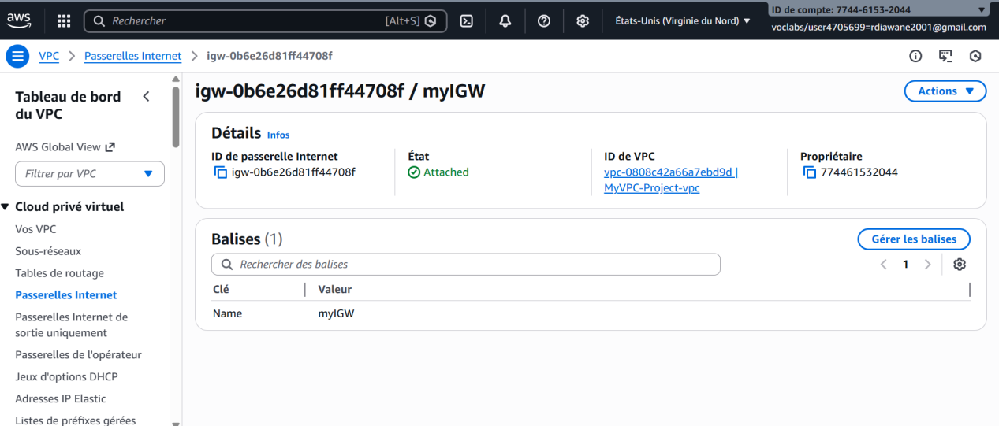 aws
Rechercher
[Alt+S]
États-Unis (Virginie du Nord)
ID de compte: 7744-6153-2044
voclabs/user4705699=rdiawane2001@gmail.com
VPC
Passerelles Internet
igw-0b6e26d81ff44708f
Tableau de bord
du VPC
AWS Global View
Filtrer par VPC
Cloud privé virtuel
Vos VPC
Sous-réseaux
Tables de routage
Passerelles Internet
Passerelles Internet de
sortie uniquement
Passerelles de l'opérateur
Jeux d'options DHCP
Adresses IP Elastic
Listes de préfixes gérées
igw-0b6e26d81ff44708f / myIGW
Actions
Détails Infos
ID de passerelle Internet
igw-0b6e26d81ff44708f
État
Attached
ID de VPC
vpc-0808c42a66a7ebd9d |
MyVPC-Project-vpc
Propriétaire
774461532044
Balises (1)
Gérer les balises
Rechercher des balises
1
Clé
Valeur
Name
myIGW